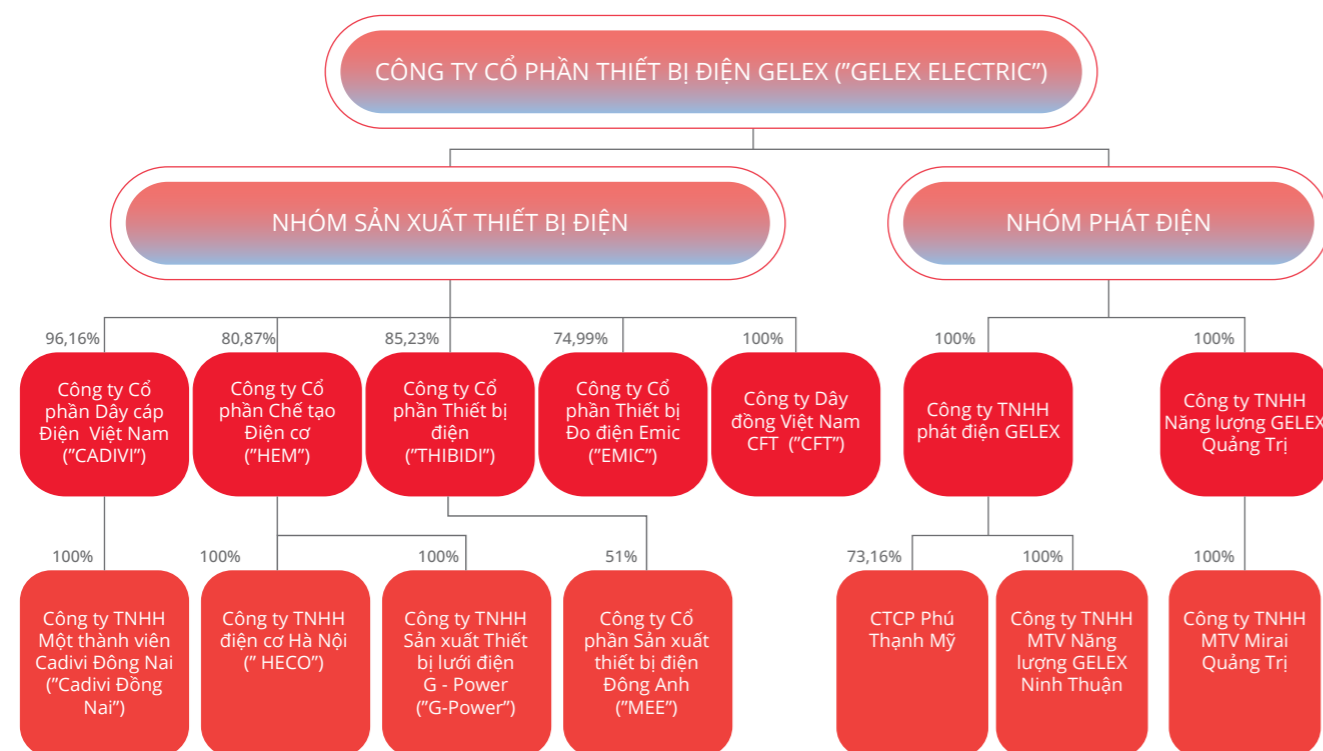 CÔNG TY CỔ PHẦN THIẾT BỊ ĐIỆN GELEX (”GELEX ELECTRIC”)
NHÓM SẢN XUẤT THIẾT BỊ ĐIỆN
NHÓM PHÁT ĐIỆN
96,16%
80,87%
85,23%
74,99%
100%
100%
100%
Công ty Cổ
phần Dây cáp
Điện Việt Nam
(”CADIVI”)
Công ty Cổ
phần Chế tạo
Điện cơ
(”HEM”)
Công ty Cổ
phần Thiết bị
điện
(”THIBIDI”)
Công ty Cổ
phần Thiết bị
Đo điện Emic
(”EMIC”)
Công ty Dây
đồng Việt Nam
CFT (”CFT”)
Công ty TNHH
phát điện GELEX
Công ty TNHH
Năng lượng GELEX
Quảng Trị
100%
100%
100%
51%
73,16%
100%
100%
Công ty TNHH
Một thành viên
Cadivi Đông Nai
(”Cadivi Đồng
Nai”)
Công ty TNHH
điện cơ Hà Nội
(” HECO”)
Công ty TNHH
Sản xuất Thiết
bị lưới điện
G - Power
(”G-Power”)
Công ty Cổ
phần Sản xuất
thiết bị điện
Đông Anh
(”MEE”)
CTCP Phú
Thạnh Mỹ
Công ty TNHH
MTV Năng
lượng GELEX
Ninh Thuận
Công ty TNHH
MTV Mirai
Quảng Trị